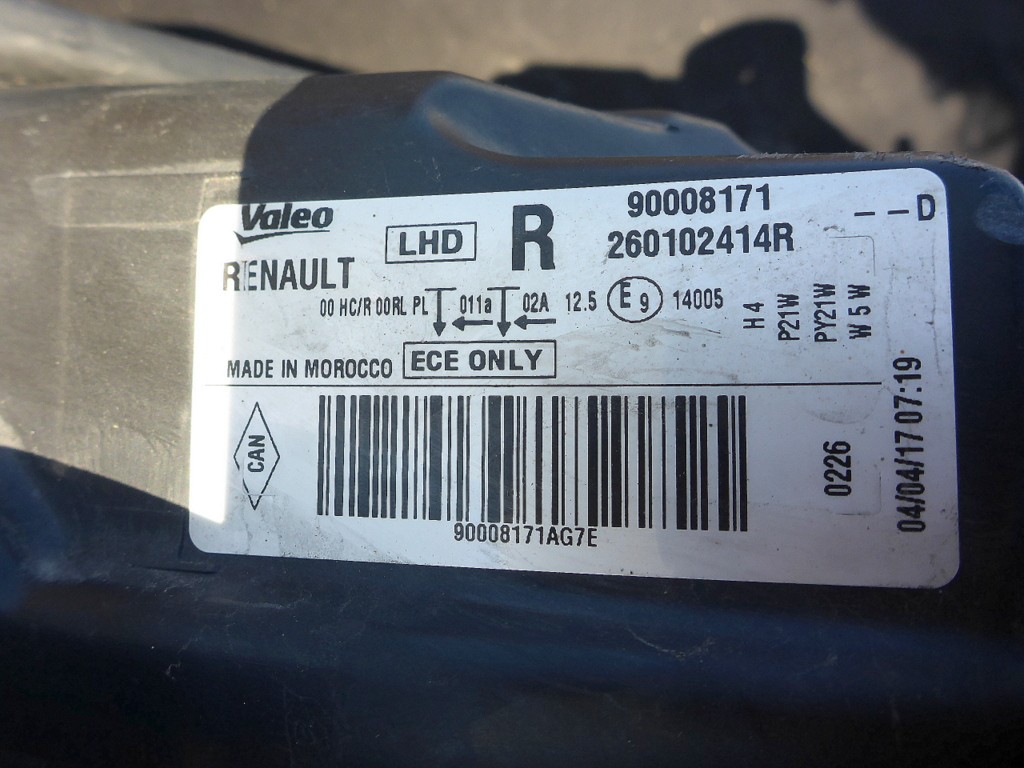 Valeo
RENAULT
LHD
R
90008171
260102414R
--D
00 HC/R 00RL PL 011a 02A 12.5 E9 14005
H4
P21W
PY21W
W5W
MADE IN MOROCCO ECE ONLY
CAN
90008171AG7E
0226
04/04/17 07:19